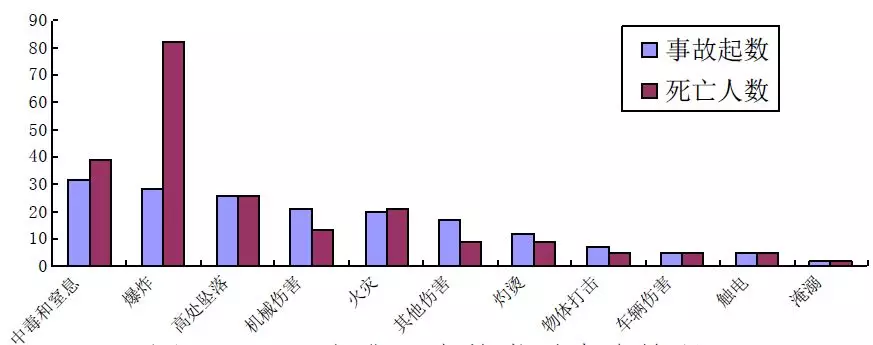 90
80
70
60
50
40
30
20
10
0
事故起数
死亡人数
中毒和窒息
爆炸
高处坠落
机械伤害
火灾
其他伤害
灼烫
物体打击
车辆伤害
触电
淹溺